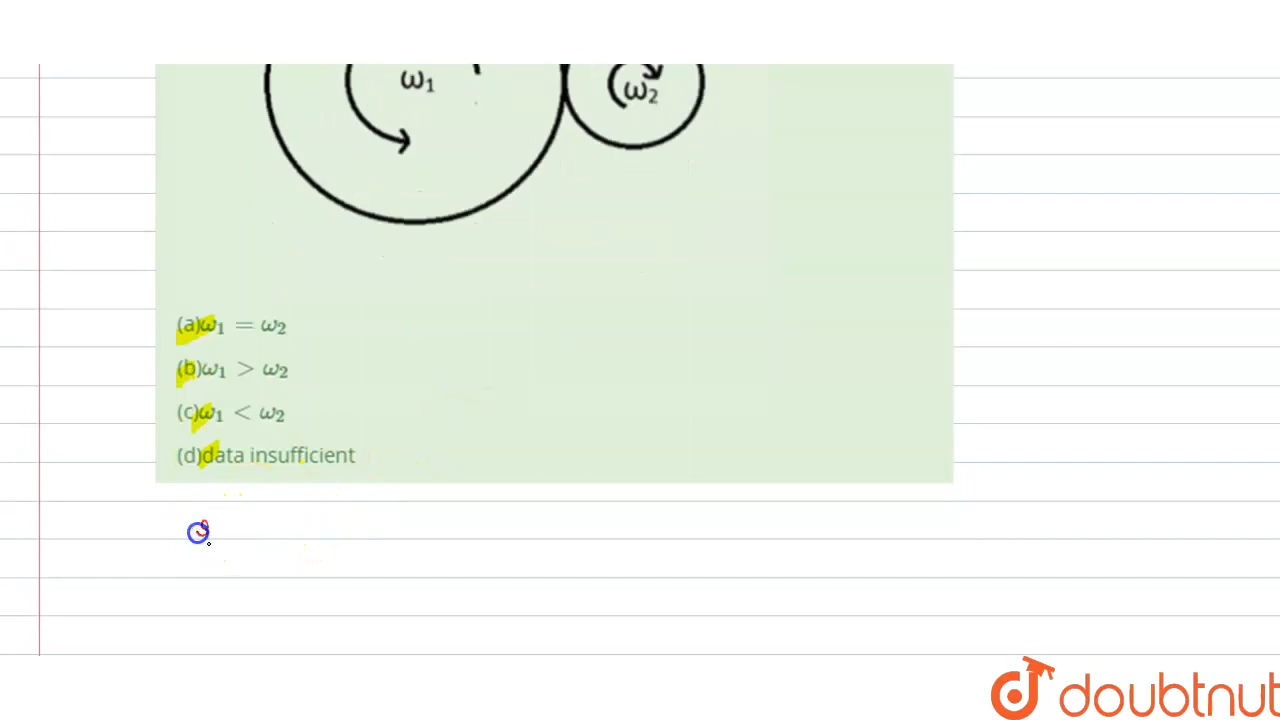 ω₁ ω₂
(a)ω₁ = ω₂
(b)ω₁ > ω₂
(c)ω₁ < ω₂
(d)data insufficient
doubtnut